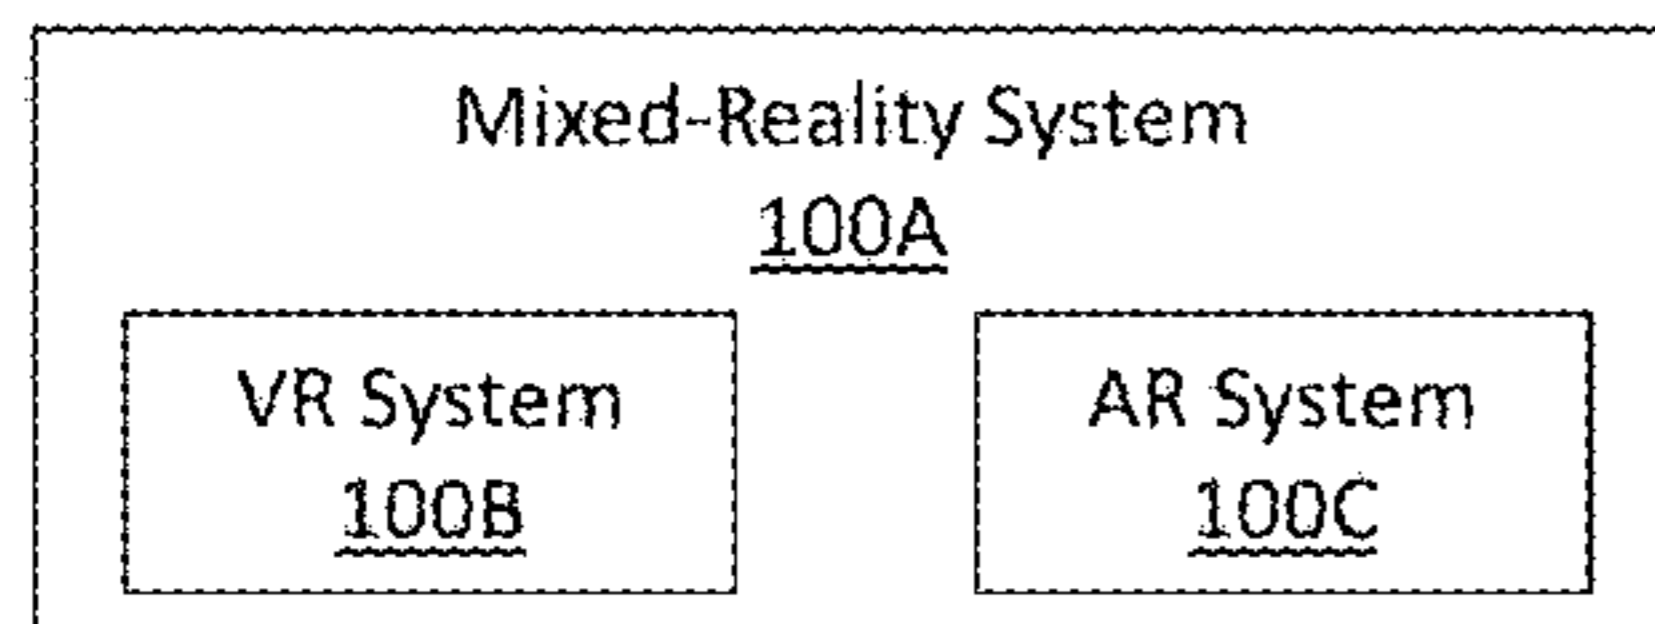 Mixed-Reality System
100A
VR System
100B
AR System
100C